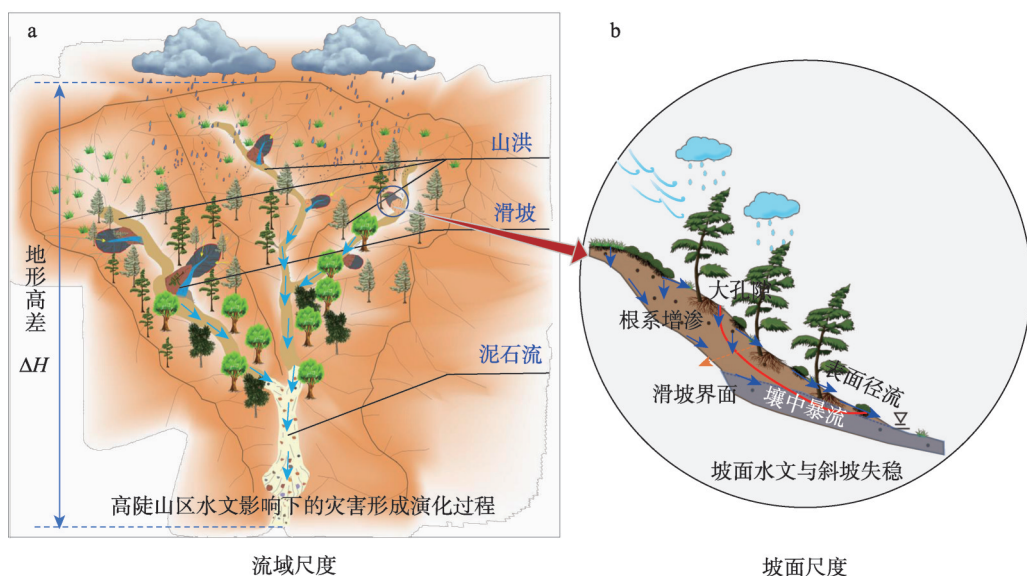 a
山洪
滑坡
地形高差
ΔH
泥石流
高陡山区水文影响下的灾害形成演化过程
流域尺度
b
大孔隙
根系增渗
表面径流
滑坡界面
壤中暴流
坡面水文与斜坡失稳
坡面尺度